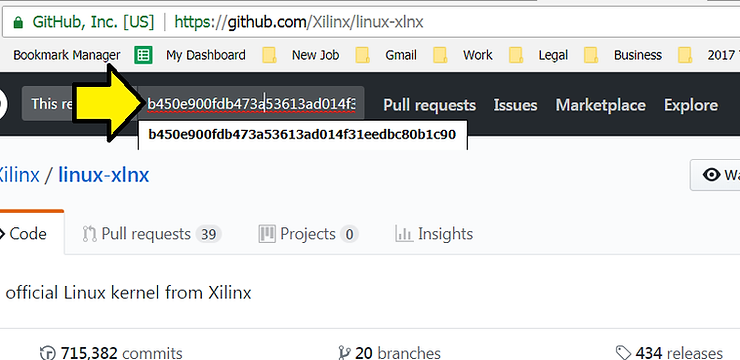 GitHub, Inc. [US] https://github.com/Xilinx/linux-xlnx
Bookmark Manager My Dashboard New Job Gmail Work Legal Business 2017
This re b450e900fdb473a53613ad014f3 Pull requests Issues Marketplace Explore
b450e900fdb473a53613ad014f31eedbc80b1c90
Xilinx / linux-xlnx Wa
Code Pull requests 39 Projects 0 Insights
official Linux kernel from Xilinx
715,382 commits 20 branches 434 releases